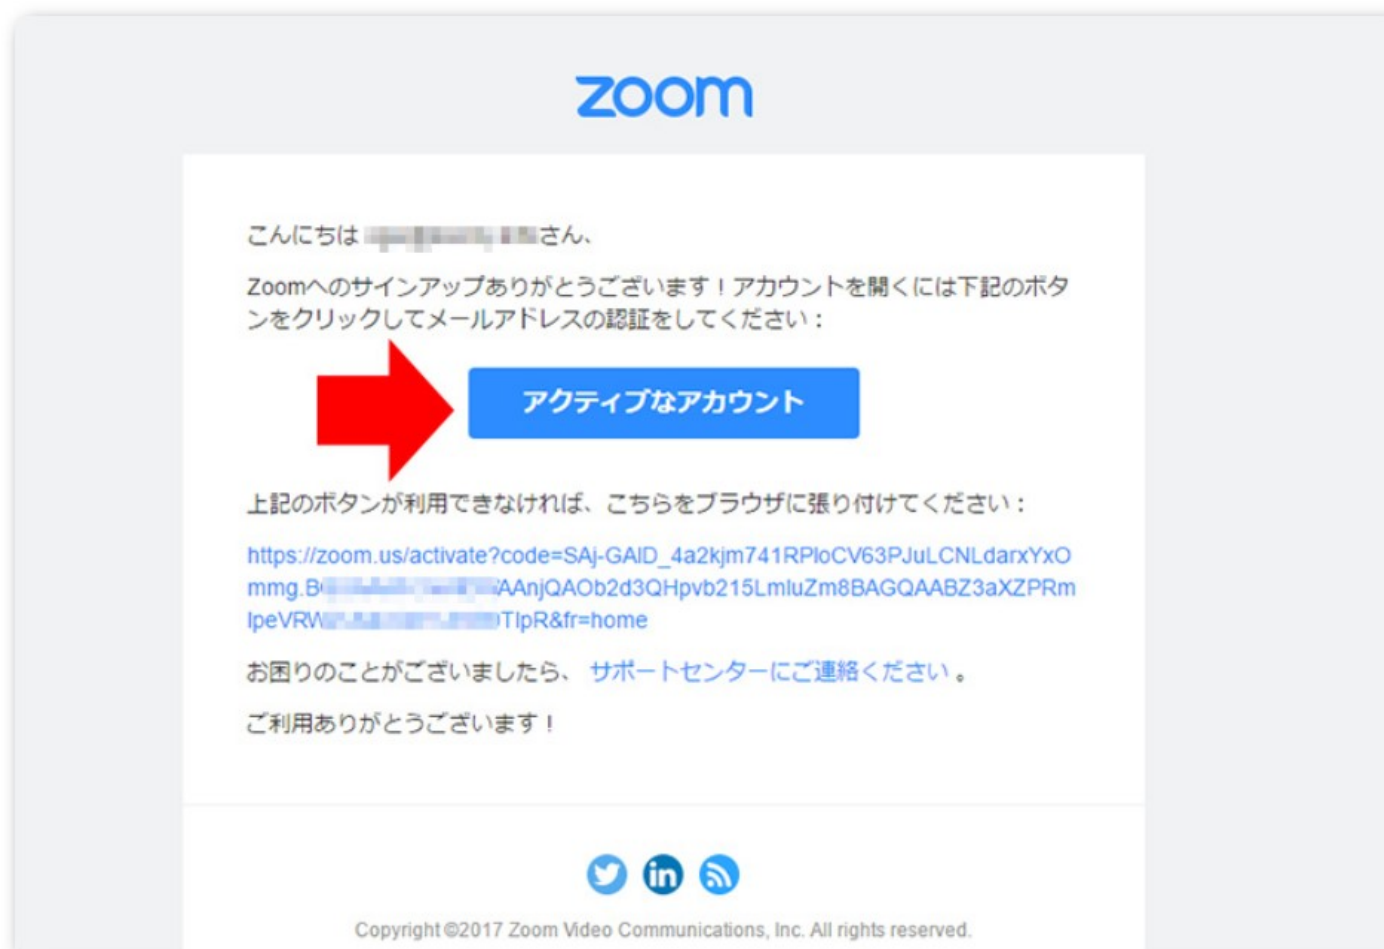 zoom
こんにちは さん、
Zoomへのサインアップありがとうございます！アカウントを開くには下記のボタ
ンをクリックしてメールアドレスの認証をしてください：
アクティブなアカウント
上記のボタンが利用できなければ、こちらをブラウザに張り付けてください：
https://zoom.us/activate?code=SAj-GAlD_4a2kjm741RPloCV63PJuLCNLdarxYxO
mmg.B AAnjQAOb2d3QHpvb215LmluZm8BAGQAABZ3aXZPRm
lpeVRW TlpR&fr=home
お困りのことがございましたら、 サポートセンターにご連絡ください 。
ご利用ありがとうございます！
in
Copyright ©2017 Zoom Video Communications, Inc. All rights reserved.